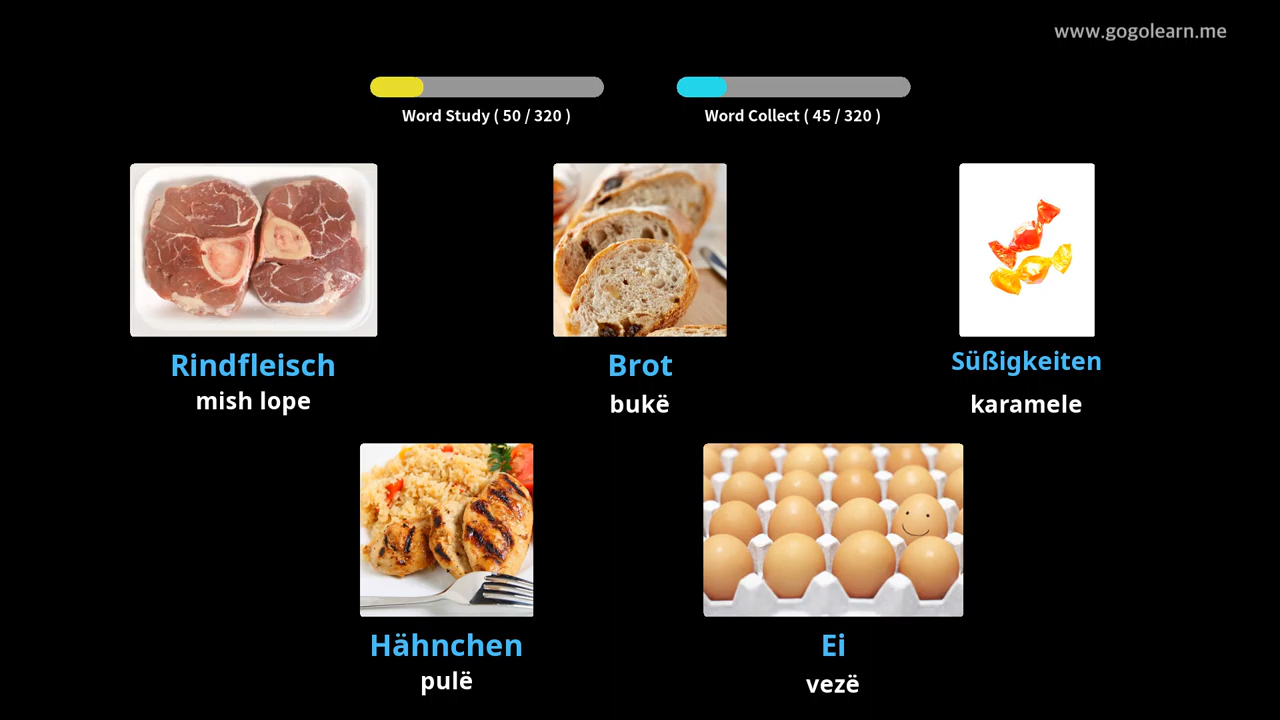 www.gogolearn.me
Word Study ( 50 / 320 )
Word Collect ( 45 / 320 )
Rindfleisch
mish lope
Brot
bukë
Süßigkeiten
karamele
Hähnchen
pulë
Ei
vezë